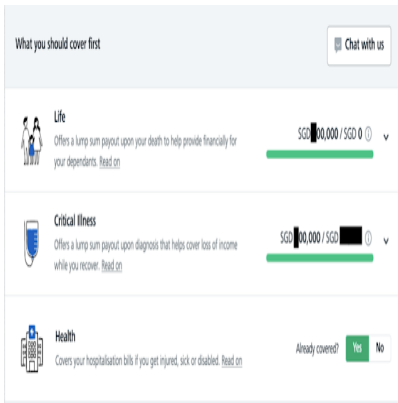 What you should cover first
Chat with us
Life
Offers a lump sum payout upon your death to help provide financially for
your dependants. Read on
SGD 00,000 / SGD 0
Critical Illness
Offers a lump sum payout upon diagnosis that helps cover loss of income
while you recover. Read on
SGD 00,000 / SGD
Health
Covers your hospitalisation bills if you get injured, sick or disabled. Read on
Already covered?
Yes
No